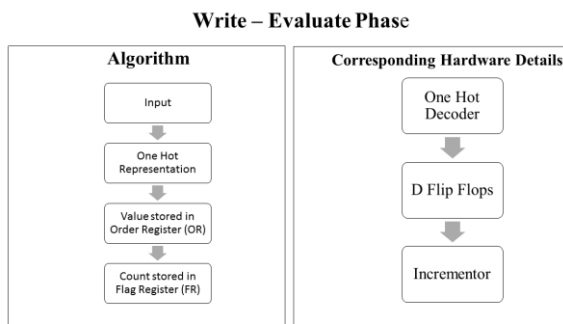 Write – Evaluate Phase
Algorithm
Input
One Hot
Representation
Value stored in
Order Register (OR)
Count stored in
Flag Register (FR)
Corresponding Hardware Details
One Hot
Decoder
D Flip Flops
Incrementor